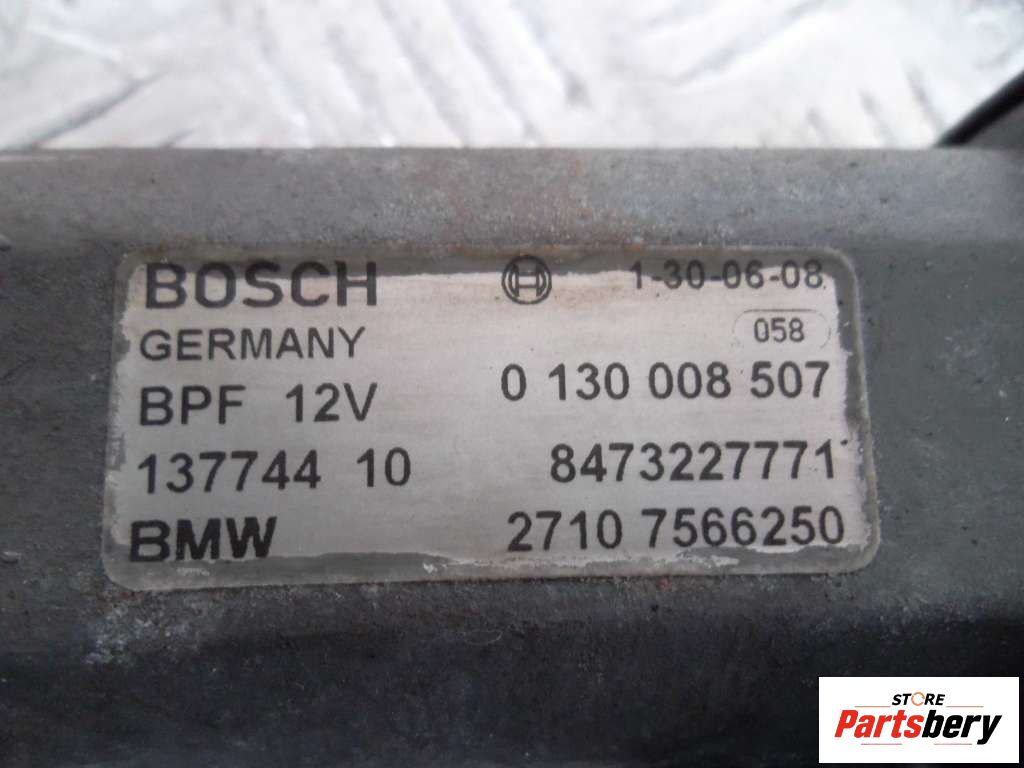 BOSCH 1-30-06-08
GERMANY 058
BPF 12V 0 130 008 507
137744 10 8473227771
BMW 2710 7566250
STORE
Partsbery